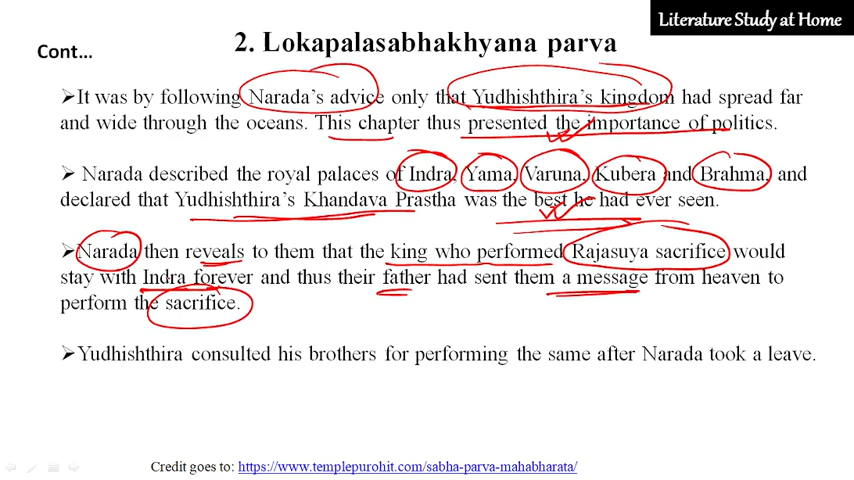 Literature Study at Home
Cont…
2. Lokapalasabhakhyana parva
➢It was by following Narada's advice only that Yudhishthira's kingdom had spread far
and wide through the oceans. This chapter thus presented the importance of politics.
➢ Narada described the royal palaces of Indra, Yama, Varuna, Kubera and Brahma, and
declared that Yudhishthira's Khandava Prastha was the best he had ever seen.
➢Narada then reveals to them that the king who performed Rajasuya sacrifice would
stay with Indra forever and thus their father had sent them a message from heaven to
perform the sacrifice.
➢Yudhishthira consulted his brothers for performing the same after Narada took a leave.
Credit goes to: https://www.templepurohit.com/sabha-parva-mahabharata/